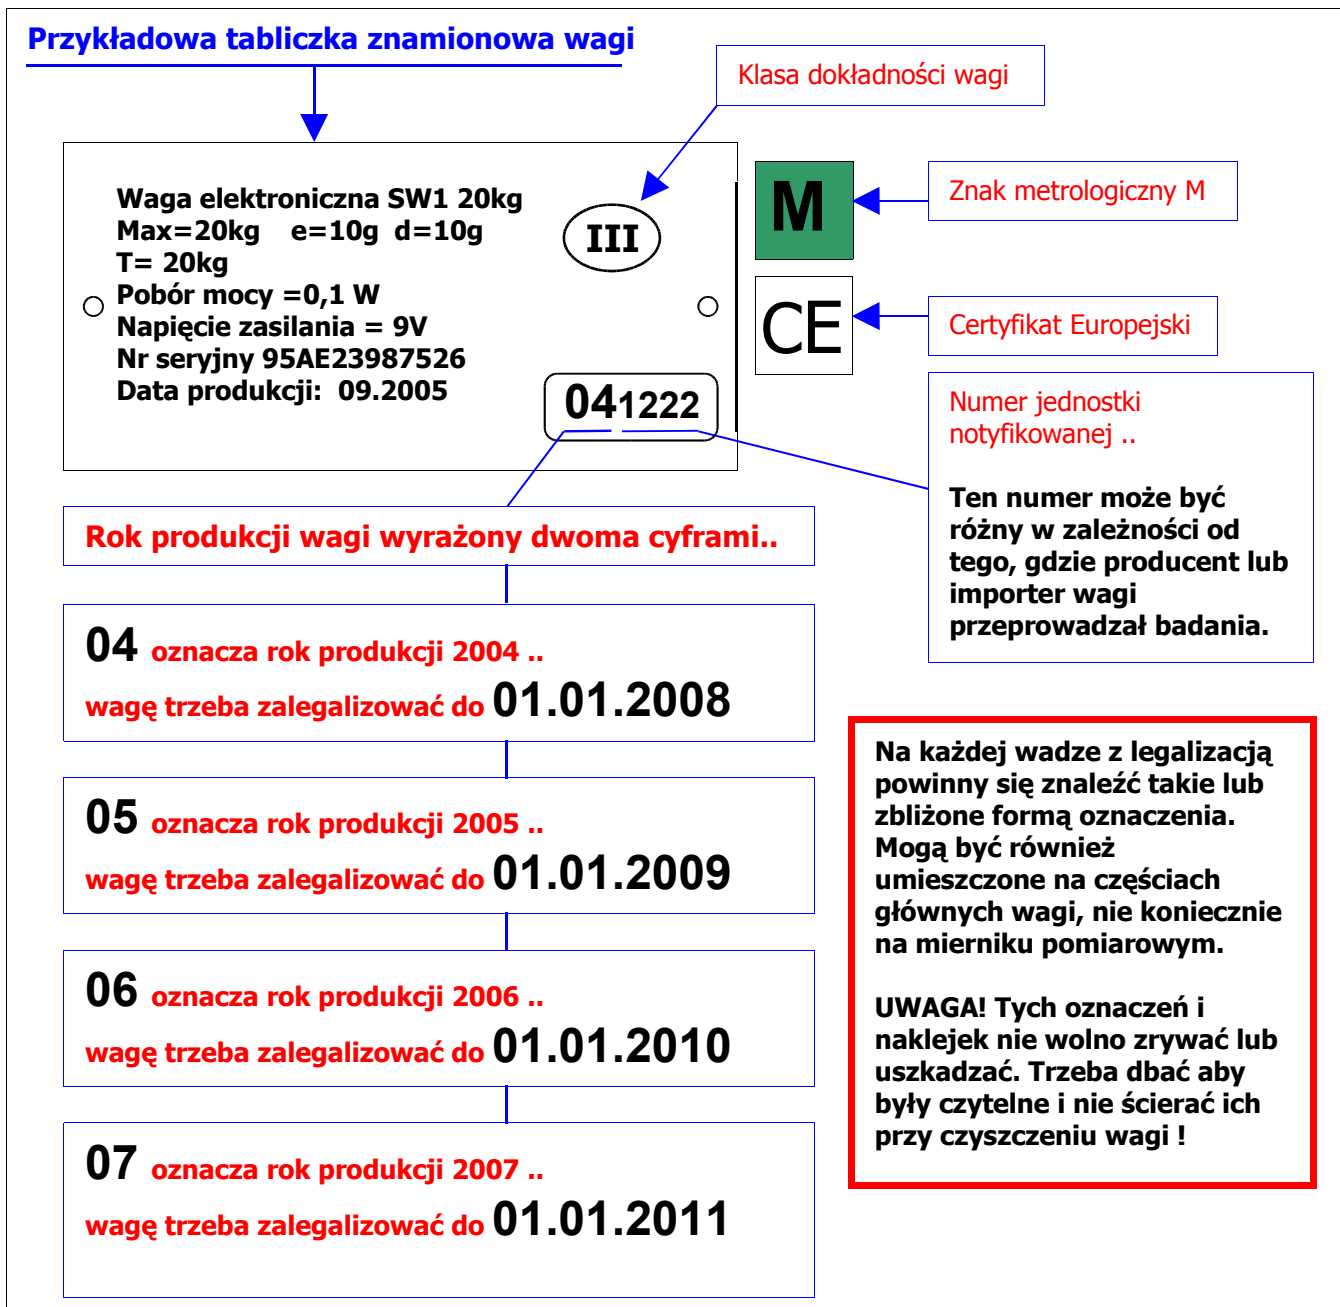 Przykładowa tabliczka znamionowa wagi
Klasa dokładności wagi
Waga elektroniczna SW1 20kg
Max=20kg e=10g d=10g
T= 20kg
Pobór mocy =0,1 W
Napięcie zasilania = 9V
Nr seryjny 95AE23987526
Data produkcji: 09.2005
III
041222
M
Znak metrologiczny M
CE
Certyfikat Europejski
Numer jednostki
notyfikowanej ..
Ten numer może być
różny w zależności od
tego, gdzie producent lub
importer wagi
przeprowadzał badania.
Rok produkcji wagi wyrażony dwoma cyframi..
04 oznacza rok produkcji 2004 ..
wagę trzeba zalegalizować do 01.01.2008
05 oznacza rok produkcji 2005 ..
wagę trzeba zalegalizować do 01.01.2009
06 oznacza rok produkcji 2006 ..
wagę trzeba zalegalizować do 01.01.2010
07 oznacza rok produkcji 2007 ..
wagę trzeba zalegalizować do 01.01.2011
Na każdej wadze z legalizacją
powinny się znaleźć takie lub
zbliżone formą oznaczenia.
Mogą być również
umieszczone na częściach
głównych wagi, nie koniecznie
na mierniku pomiarowym.
UWAGA! Tych oznaczeń i
naklejek nie wolno zrywać lub
uszkadzać. Trzeba dbać aby
były czytelne i nie ścierać ich
przy czyszczeniu wagi !